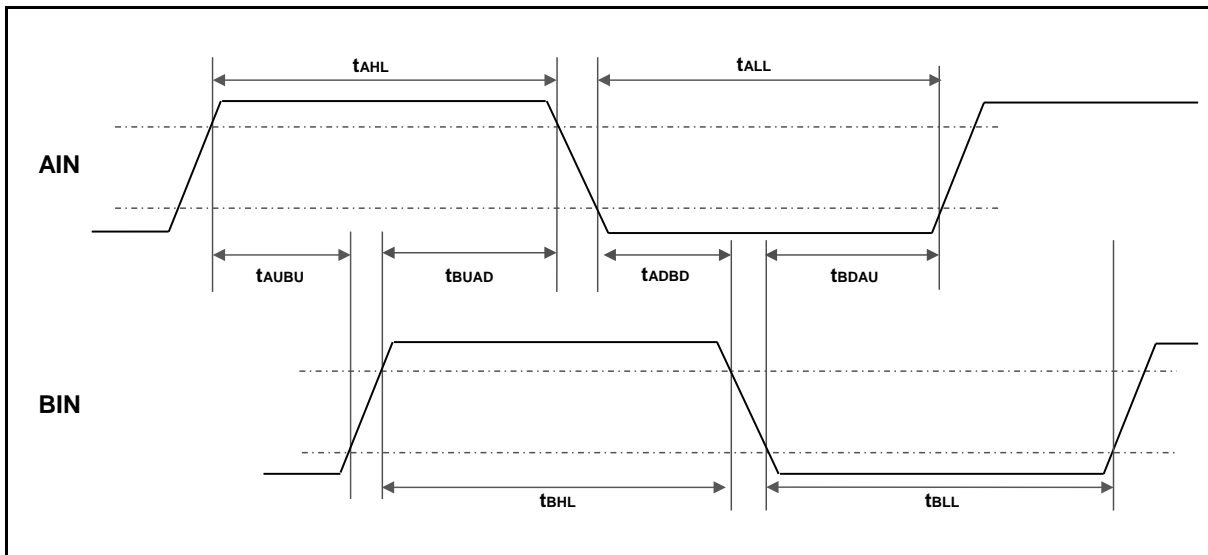 tAHL
tALL
AIN
tAUBU
tBUAD
tADBD
tBDAU
BIN
tBHL
tBLL